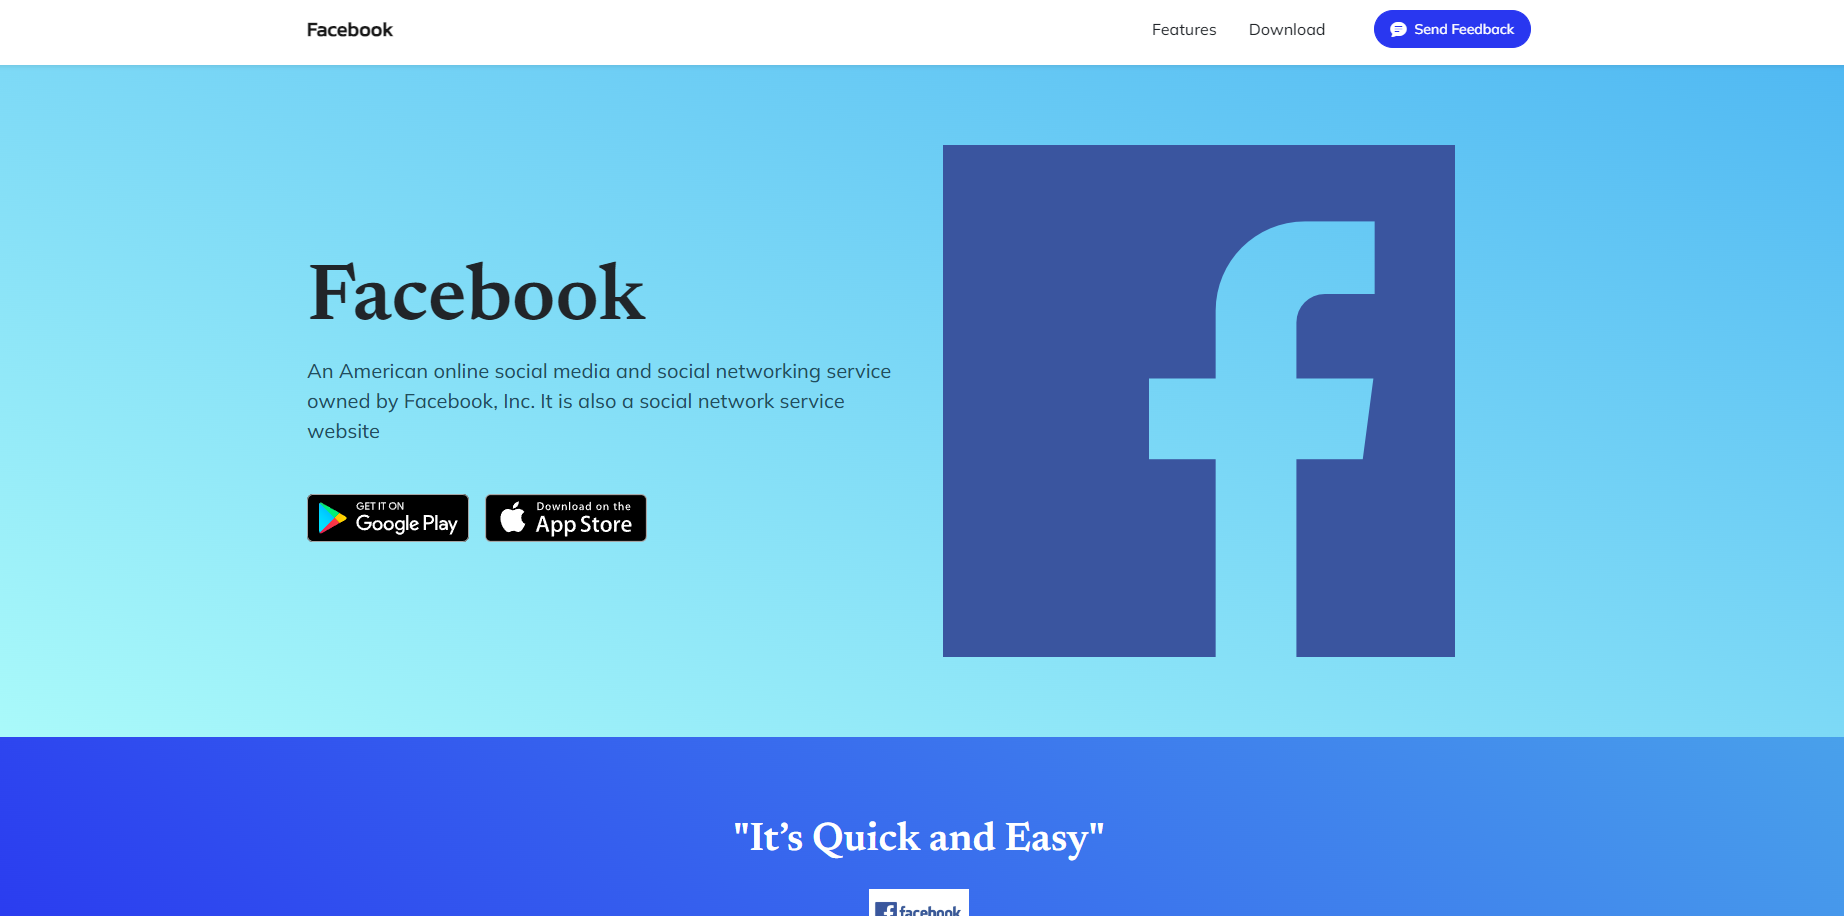 Facebook
Features
Download
Send Feedback
Facebook
An American online social media and social networking service
owned by Facebook, Inc. It is also a social network service
website
GET IT ON
Google Play
Download on the
App Store
"It’s Quick and Easy"
facebook